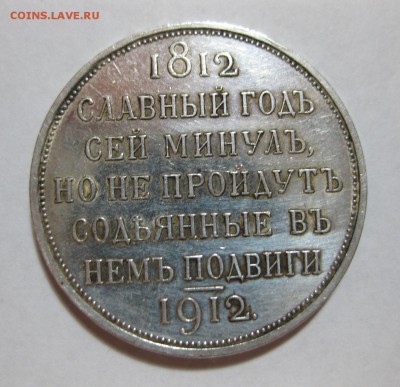 COINS.LAVE.RU
1812
СЛАВНЫЙ ГОДЪ
СЕЙ МИНУЛЪ,
НО НЕ ПРОЙДУТЪ
СОДѢЯННЫЕ ВЪ
НЕМЪ ПОДВИГИ
1912.